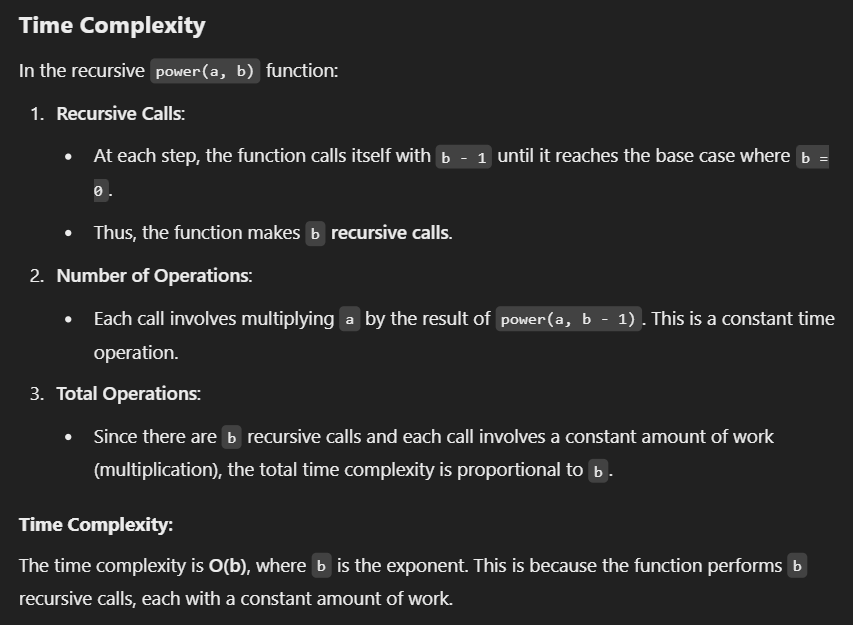 Time Complexity
In the recursive power(a, b) function:
1. Recursive Calls:
• At each step, the function calls itself with b - 1 until it reaches the base case where b =
0.
• Thus, the function makes b recursive calls.
2. Number of Operations:
• Each call involves multiplying a by the result of power(a, b - 1). This is a constant time
operation.
3. Total Operations:
• Since there are b recursive calls and each call involves a constant amount of work
(multiplication), the total time complexity is proportional to b.
Time Complexity:
The time complexity is O(b), where b is the exponent. This is because the function performs b
recursive calls, each with a constant amount of work.